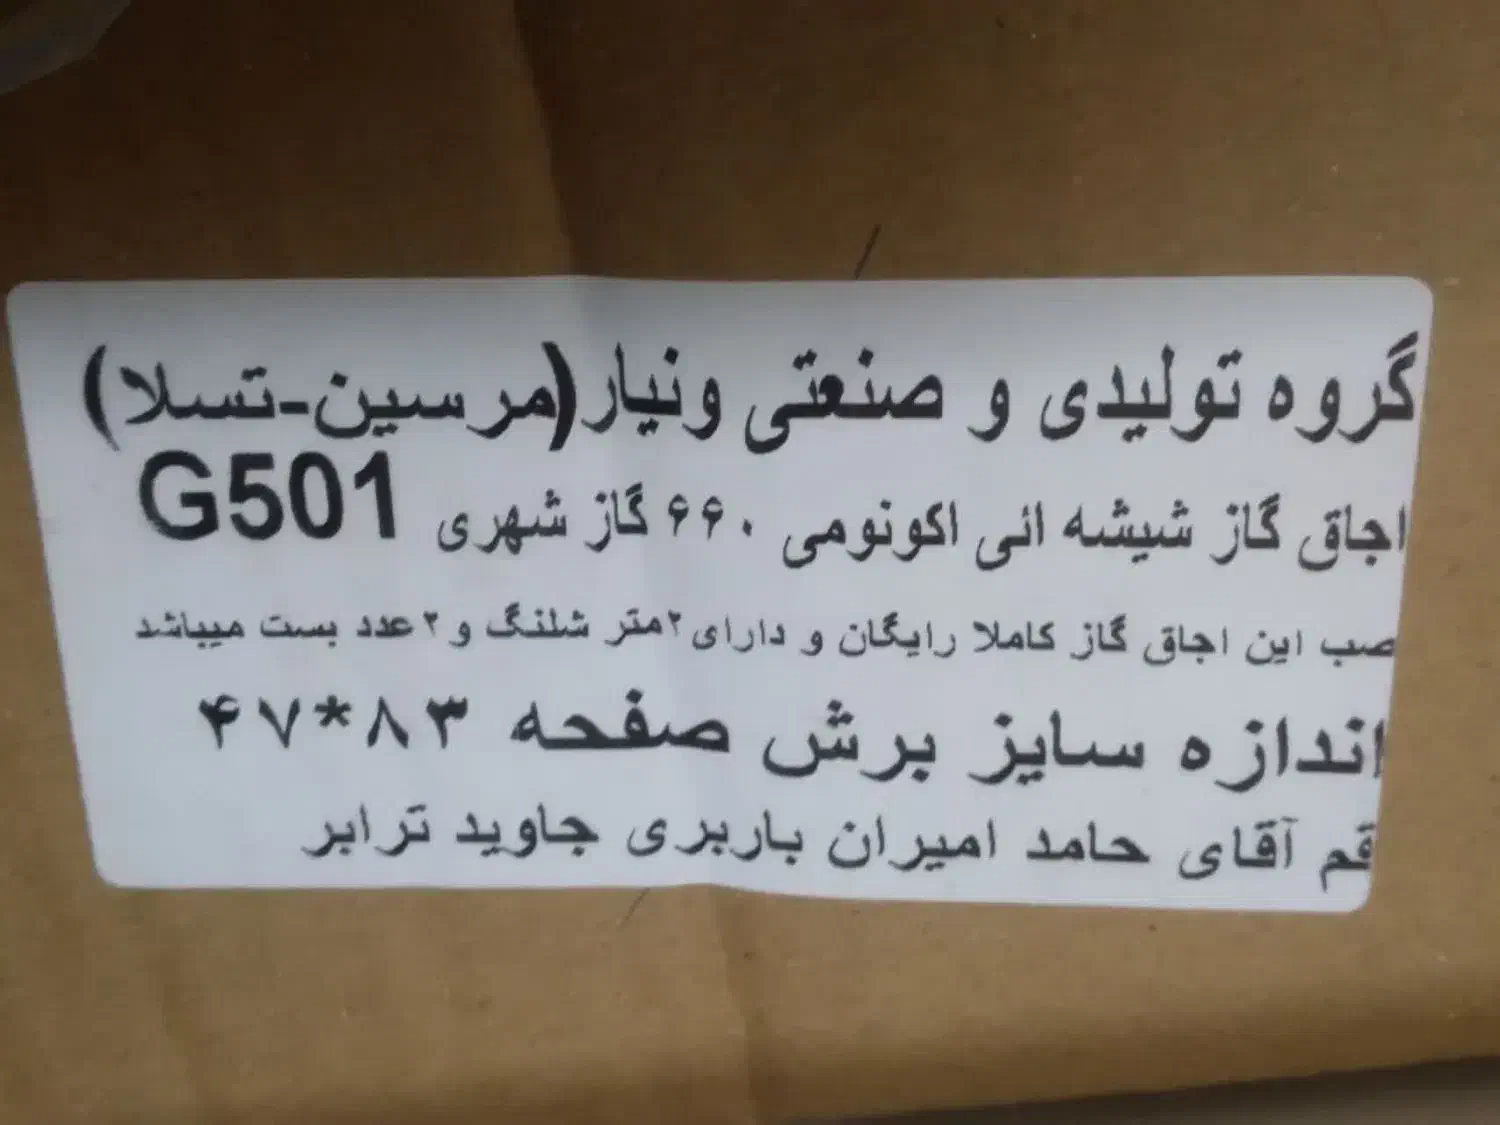 گروه تولیدی و صنعتی ونیار(مرسین-تسلا)
اجاق گاز شیشه ائی اکونومی ۶۶۰ گاز شهری G501
صب این اجاق گاز کاملا رایگان و دارای ۲متر شلنگ و ۲ عدد بست میباشد
اندازه سایز برش صفحه ۸۳*۴۷
قم آقای حامد امیران باربری جاوید ترابر